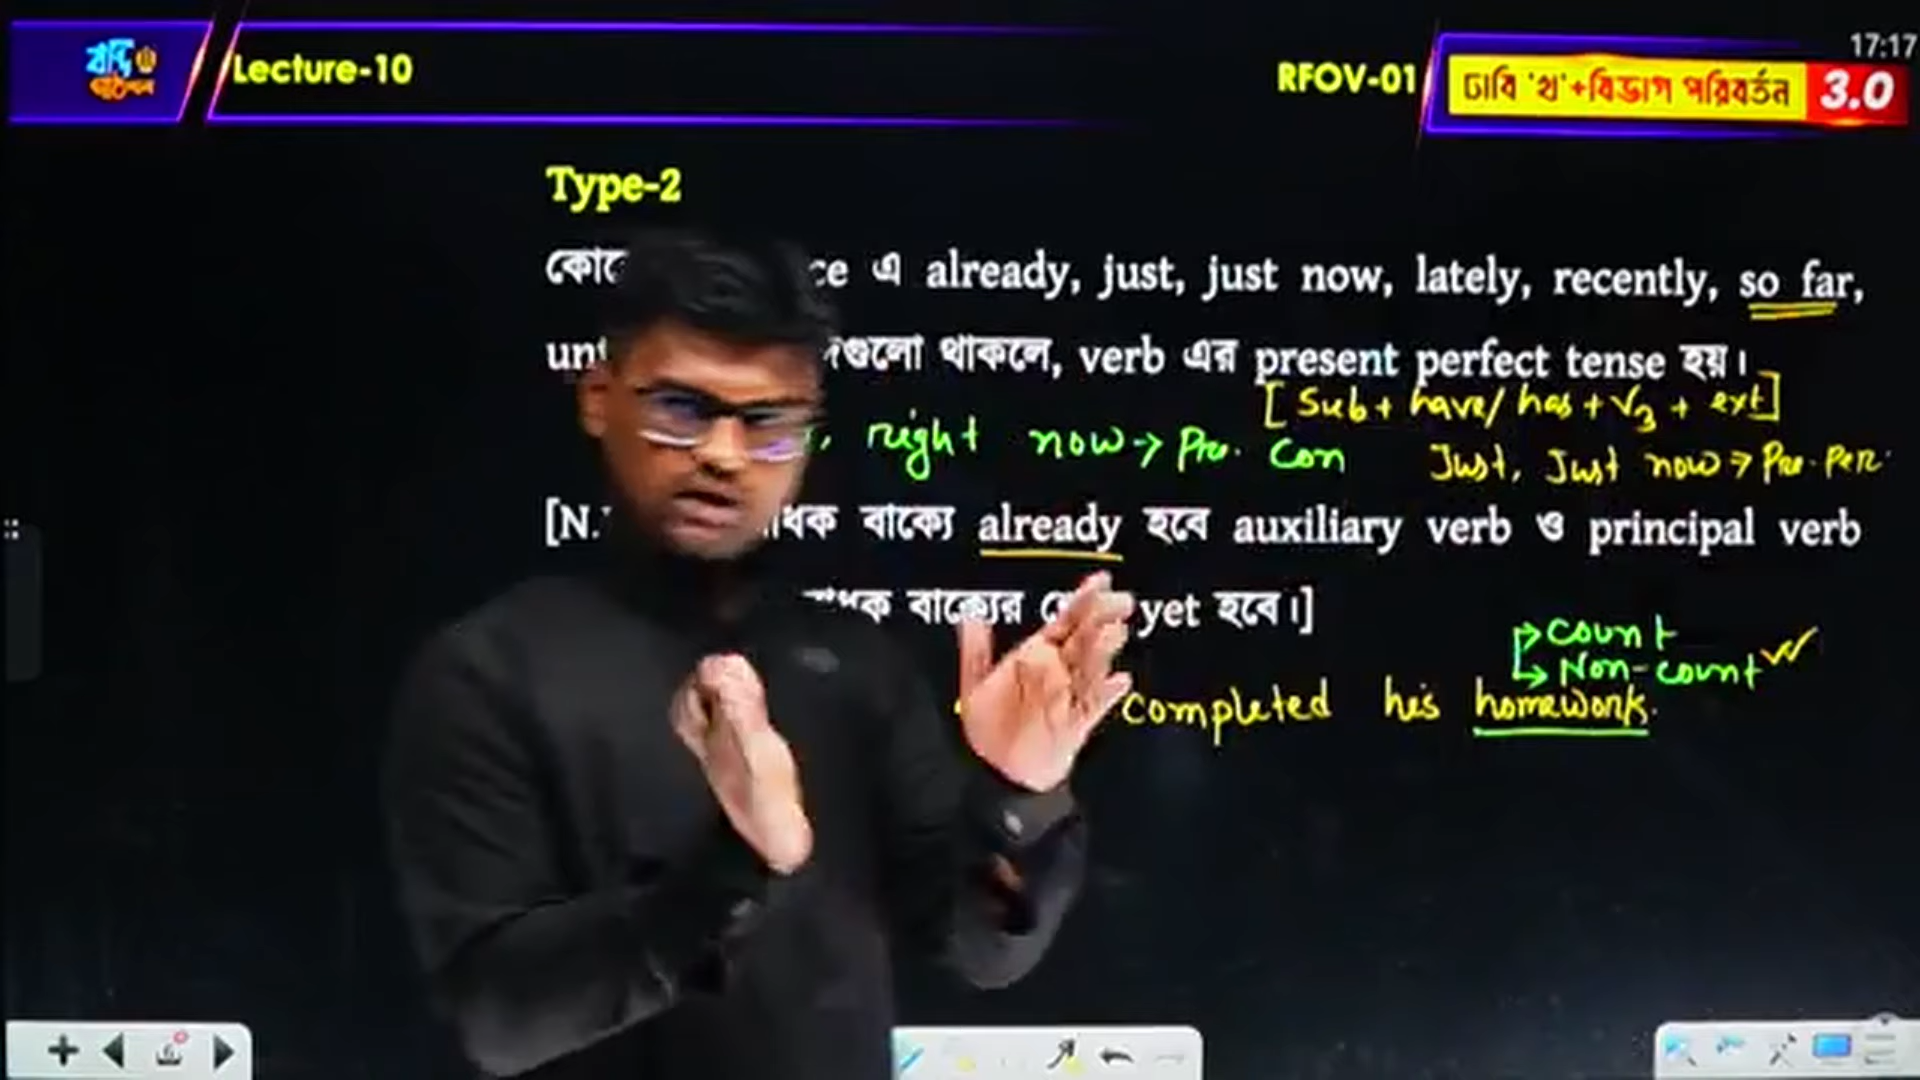 Lecture-10
RFOV-01
17:17
ঢাবি 'খ'+বিভাগ পরিবর্তন 3.0
Type-2
এ already, just, just now, lately, recently, so far,
থাকলে, verb এর present perfect tense হয়।
[Sub + have/has + V3 + ext]
right now → Pre. Con Just, Just now → Pre. Per.
[N. বাক্যে already হবে auxiliary verb ও principal verb
বাক্যের yet হবে।]
count
Non-count
completed his homework.